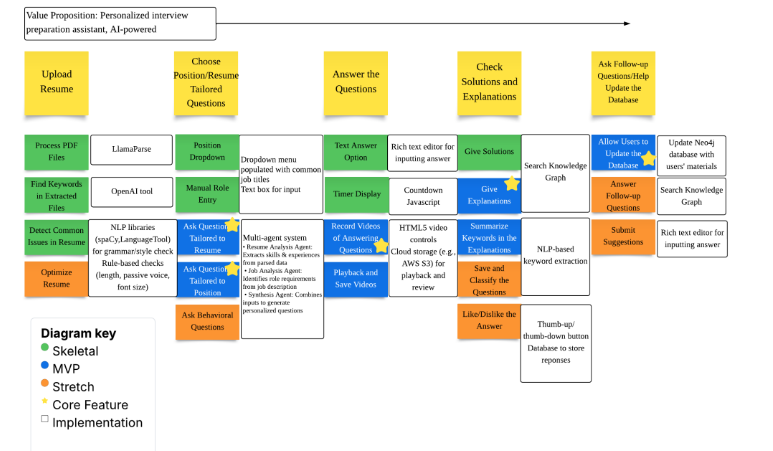 Value Proposition: Personalized interview
preparation assistant, AI-powered
Upload
Resume
Choose
Position/Resume
Tailored
Questions
Answer the
Questions
Check
Solutions and
Explanations
Ask Follow-up
Questions/Help
Update the
Database
Process PDF
Files
LlamaParse
Find Keywords
in Extracted
Files
OpenAI tool
Detect Common
Issues in Resume
Optimize
Resume
NLP libraries
(spaCy,LanguageTool)
for grammar/style check
Rule-based checks
(length, passive voice,
font size)
Position
Dropdown
Manual Role
Entry
Dropdown menu
populated with common
job titles
Text box for input
Ask Question
Tailored to
Resume
Ask Question
Tailored to
Position
Ask Behavioral
Questions
Multi-agent system
• Resume Analysis Agent:
Extracts skills & experiences
from parsed data
• Job Analysis Agent:
Identifies role requirements
from job description
• Synthesis Agent: Combines
inputs to generate
personalized questions
Text Answer
Option
Rich text editor for
inputting answer
Timer Display
Countdown
Javascript
Record Videos
of Answering
Questions
Playback and
Save Videos
HTML5 video
controls
Cloud storage (e.g.,
AWS S3) for
playback and
review
Give Solutions
Give
Explanations
Search Knowledge
Graph
Summarize
Keywords in the
Explanations
Save and
Classify the
Questions
NLP-based
keyword extraction
Like/Dislike the
Answer
Thumb-up/
thumb-down button
Database to store
reponses
Allow Users to
Update the
Database
Update Neo4j
database with
users' materials
Answer
Follow-up
Questions
Search Knowledge
Graph
Submit
Suggestions
Rich text editor for
inputting answer
Diagram key
Skeletal
MVP
Stretch
Core Feature
Implementation